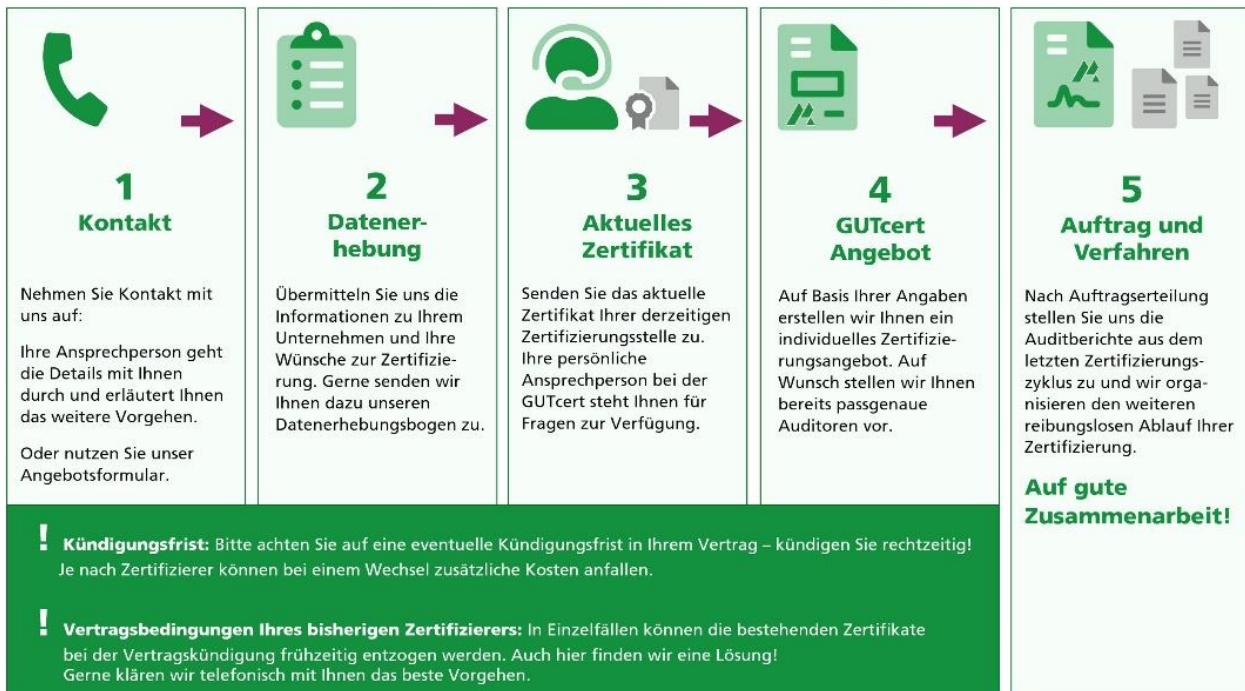 1
Kontakt
Nehmen Sie Kontakt mit
uns auf:
Ihre Ansprechperson geht
die Details mit Ihnen
durch und erläutert Ihnen
das weitere Vorgehen.
Oder nutzen Sie unser
Angebotsformular.
2
Datener-
hebung
Übermitteln Sie uns die
Informationen zu Ihrem
Unternehmen und Ihre
Wünsche zur Zertifizie-
rung. Gerne senden wir
Ihnen dazu unseren
Datenerhebungsbogen zu.
3
Aktuelles
Zertifikat
Senden Sie das aktuelle
Zertifikat Ihrer derzeitigen
Zertifizierungsstelle zu.
Ihre persönliche
Ansprechperson bei der
GUTcert steht Ihnen für
Fragen zur Verfügung.
4
GUTcert
Angebot
Auf Basis Ihrer Angaben
erstellen wir Ihnen ein
individuelles Zertifizie-
rungsangebot. Auf
Wunsch stellen wir Ihnen
bereits passgenaue
Auditoren vor.
5
Auftrag und
Verfahren
Nach Auftragserteilung
stellen Sie uns die
Auditberichte aus dem
letzten Zertifizierungs-
zyklus zu und wir orga-
nisieren den weiteren
reibungslosen Ablauf Ihrer
Zertifizierung.
Auf gute
Zusammenarbeit!
! Kündigungsfrist: Bitte achten Sie auf eine eventuelle Kündigungsfrist in Ihrem Vertrag – kündigen Sie rechtzeitig!
Je nach Zertifizierer können bei einem Wechsel zusätzliche Kosten anfallen.
! Vertragsbedingungen Ihres bisherigen Zertifizierers: In Einzelfällen können die bestehenden Zertifikate
bei der Vertragskündigung frühzeitig entzogen werden. Auch hier finden wir eine Lösung!
Gerne klären wir telefonisch mit Ihnen das beste Vorgehen.